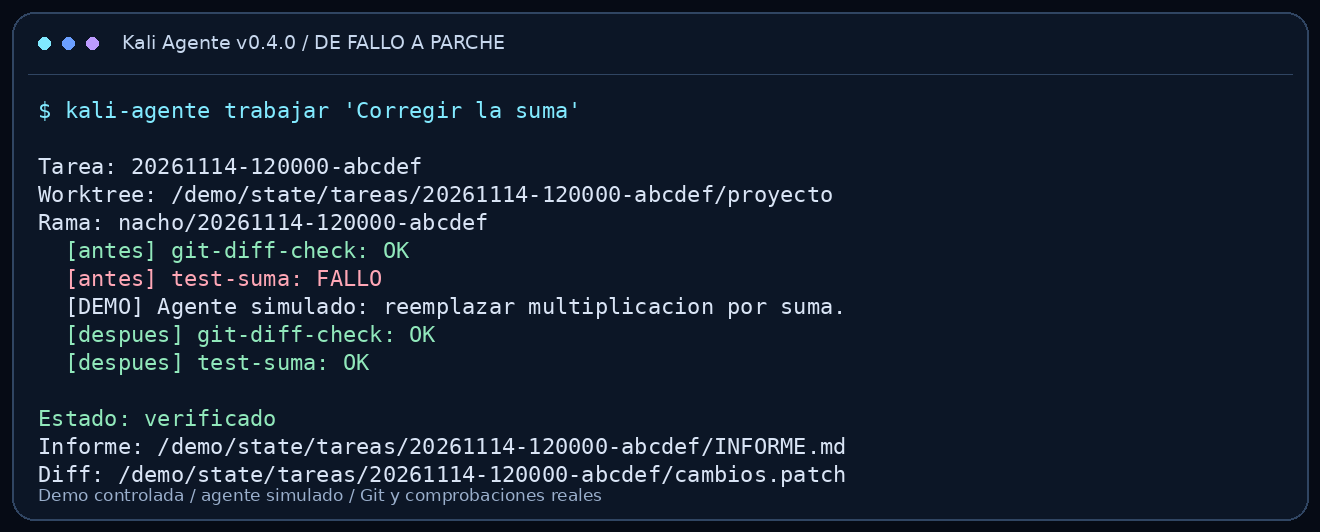 Kali Agente v0.4.0 / DE FALLO A PARCHE
$ kali-agente trabajar 'Corregir la suma'
Tarea: 20261114-120000-abcdef
Worktree: /demo/state/tareas/20261114-120000-abcdef/proyecto
Rama: nacho/20261114-120000-abcdef
[antes] git-diff-check: OK
[antes] test-suma: FALLO
[DEMO] Agente simulado: reemplazar multiplicacion por suma.
[despues] git-diff-check: OK
[despues] test-suma: OK
Estado: verificado
Informe: /demo/state/tareas/20261114-120000-abcdef/INFORME.md
Diff: /demo/state/tareas/20261114-120000-abcdef/cambios.patch
Demo controlada / agente simulado / Git y comprobaciones reales